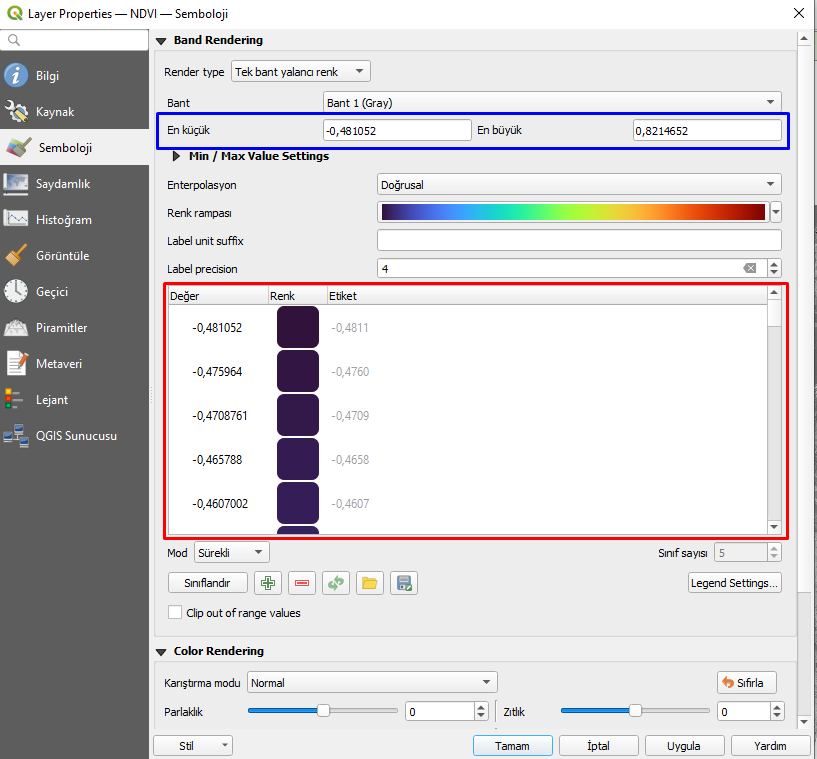 Layer Properties — NDVI — Semboloji
Bilgi
Kaynak
Semboloji
Saydamlık
Histoğram
Görüntüle
Geçici
Piramitler
Metaveri
Lejant
QGIS Sunucusu
Band Rendering
Render type Tek bant yalancı renk
Bant Bant 1 (Gray)
En küçük -0,481052 En büyük 0,8214652
Min / Max Value Settings
Enterpolasyon Doğrusal
Renk rampası
Label unit suffix
Label precision 4
Değer Renk Etiket
-0,481052 -0,4811
-0,475964 -0,4760
-0,4708761 -0,4709
-0,465788 -0,4658
-0,4607002 -0,4607
Mod Sürekli Sınıf sayısı 5
Sınıflandır Legend Settings...
Clip out of range values
Color Rendering
Karıştırma modu Normal Sıfırla
Parlaklık 0 Zıtlık 0
Stil Tamam İptal Uygula Yardım